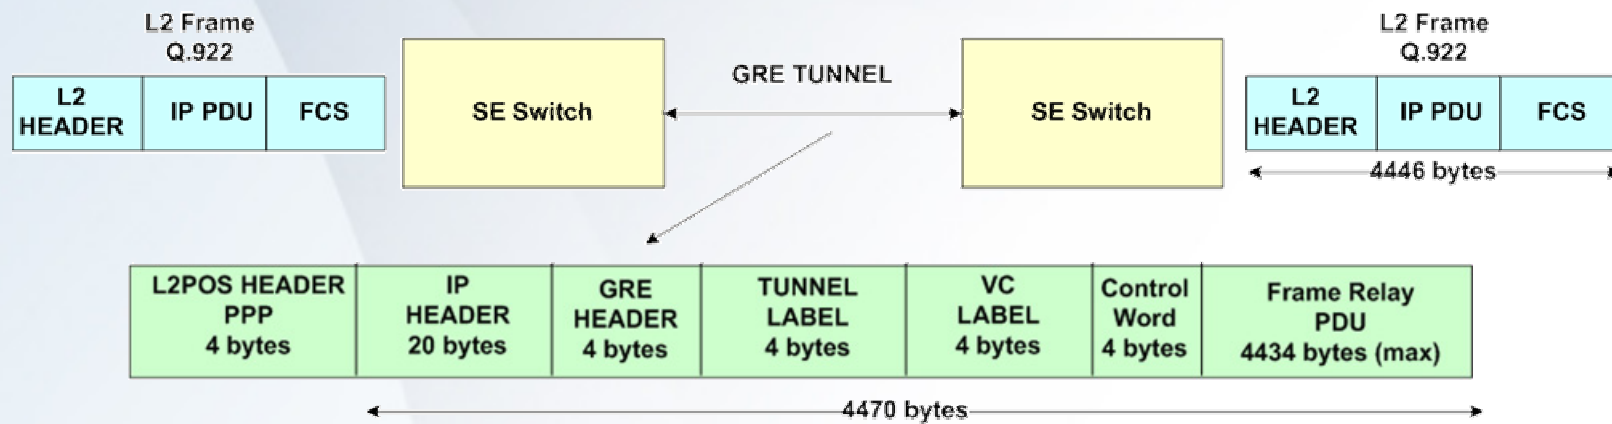 L2 Frame
Q.922
L2
HEADER
IP PDU
FCS
SE Switch
GRE TUNNEL
SE Switch
L2 Frame
Q.922
L2
HEADER
IP PDU
FCS
4446 bytes
L2POS HEADER
PPP
4 bytes
IP
HEADER
20 bytes
GRE
HEADER
4 bytes
TUNNEL
LABEL
4 bytes
VC
LABEL
4 bytes
Control
Word
4 bytes
Frame Relay
PDU
4434 bytes (max)
4470 bytes